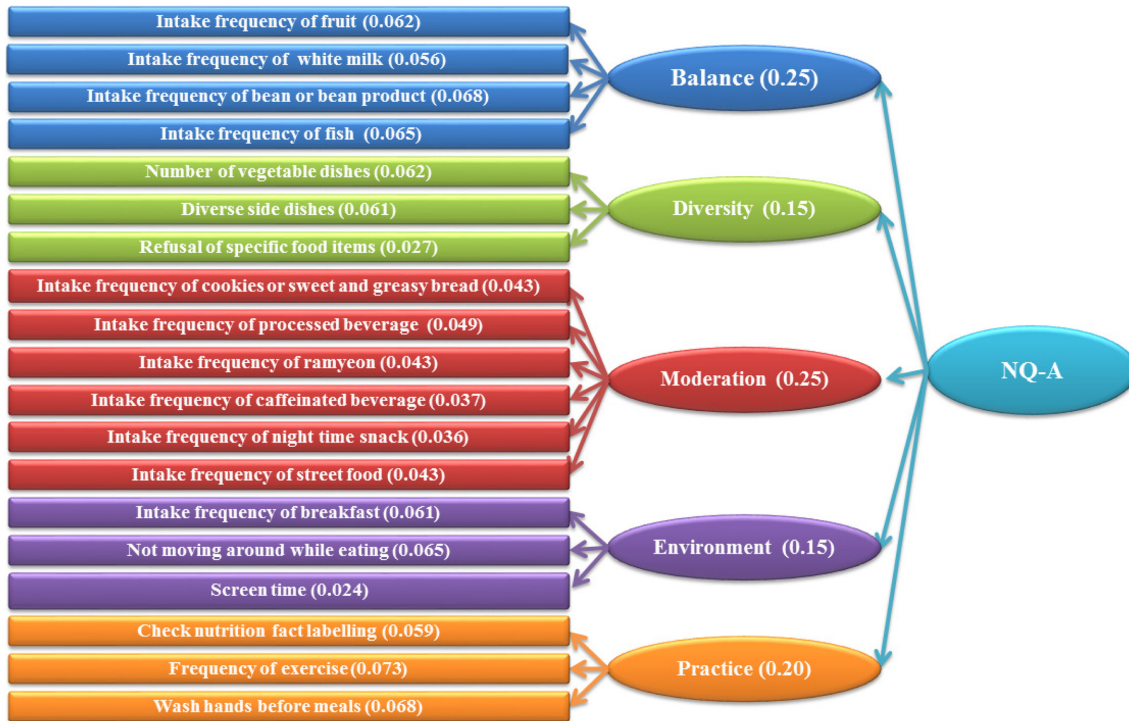 Intake frequency of fruit (0.062)
Intake frequency of white milk (0.056)
Intake frequency of bean or bean product (0.068)
Intake frequency of fish (0.065)
Balance (0.25)
Number of vegetable dishes (0.062)
Diverse side dishes (0.061)
Refusal of specific food items (0.027)
Diversity (0.15)
Intake frequency of cookies or sweet and greasy bread (0.043)
Intake frequency of processed beverage (0.049)
Intake frequency of ramyeon (0.043)
Intake frequency of caffeinated beverage (0.037)
Intake frequency of night time snack (0.036)
Intake frequency of street food (0.043)
Moderation (0.25)
Intake frequency of breakfast (0.061)
Not moving around while eating (0.065)
Screen time (0.024)
Environment (0.15)
Check nutrition fact labelling (0.059)
Frequency of exercise (0.073)
Wash hands before meals (0.068)
Practice (0.20)
NQ-A